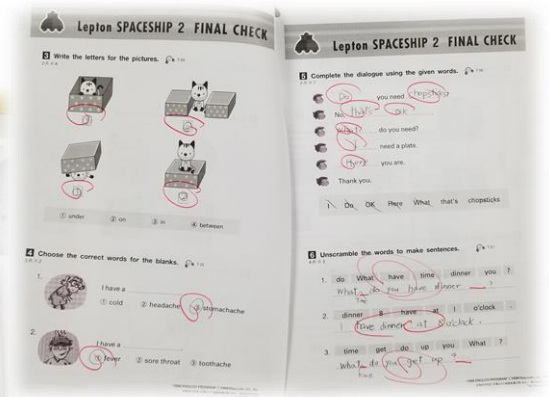 Lepton SPACESHIP 2 FINAL CHECK
3 Write the letters for the pictures.
③
①
① under ② on ③ in ④ between
4 Choose the correct words for the blanks.
1.
I have a
① cold ② headache ③ stomachache
2.
I have a
① fever ② sore throat ③ toothache
Lepton SPACESHIP 2 FINAL CHECK
5 Complete the dialogue using the given words.
Do you need chopsticks
No, that's OK
What do you need?
I need a plate.
Here you are.
Thank you.
I Do OK Here What that's chopsticks
6 Unscramble the words to make sentences.
1. do What have time dinner you ?
What do you have dinner ?
time
2. dinner 8 have at I o'clock .
I have dinner at 8 o'clock .
3. time get do up you What ?
What do you get up ?
time